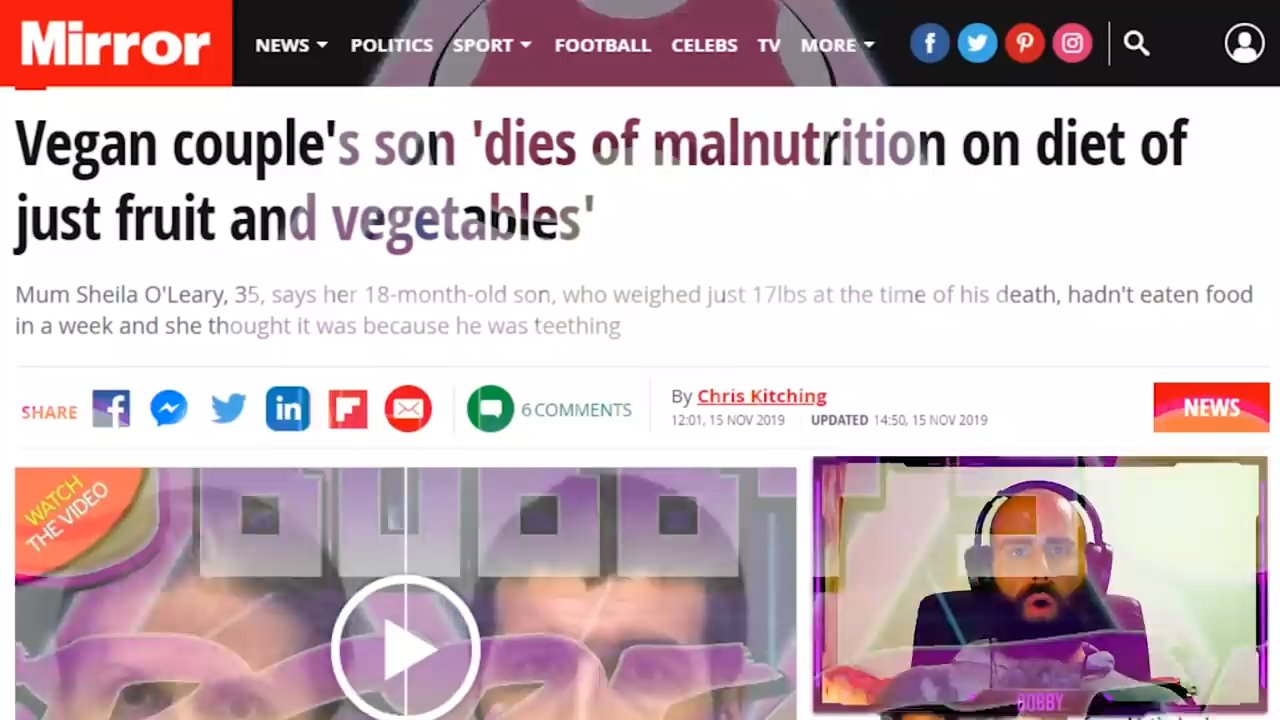 Mirror
NEWS POLITICS SPORT FOOTBALL CELEBS TV MORE
Vegan couple's son 'dies of malnutrition on diet of
just fruit and vegetables'
Mum Sheila O'Leary, 35, says her 18-month-old son, who weighed just 17lbs at the time of his death, hadn't eaten food
in a week and she thought it was because he was teething
SHARE
in
6 COMMENTS
By Chris Kitching
12:01, 15 NOV 2019 UPDATED 14:50, 15 NOV 2019
NEWS
WATCH
THE VIDEO
BOBBY